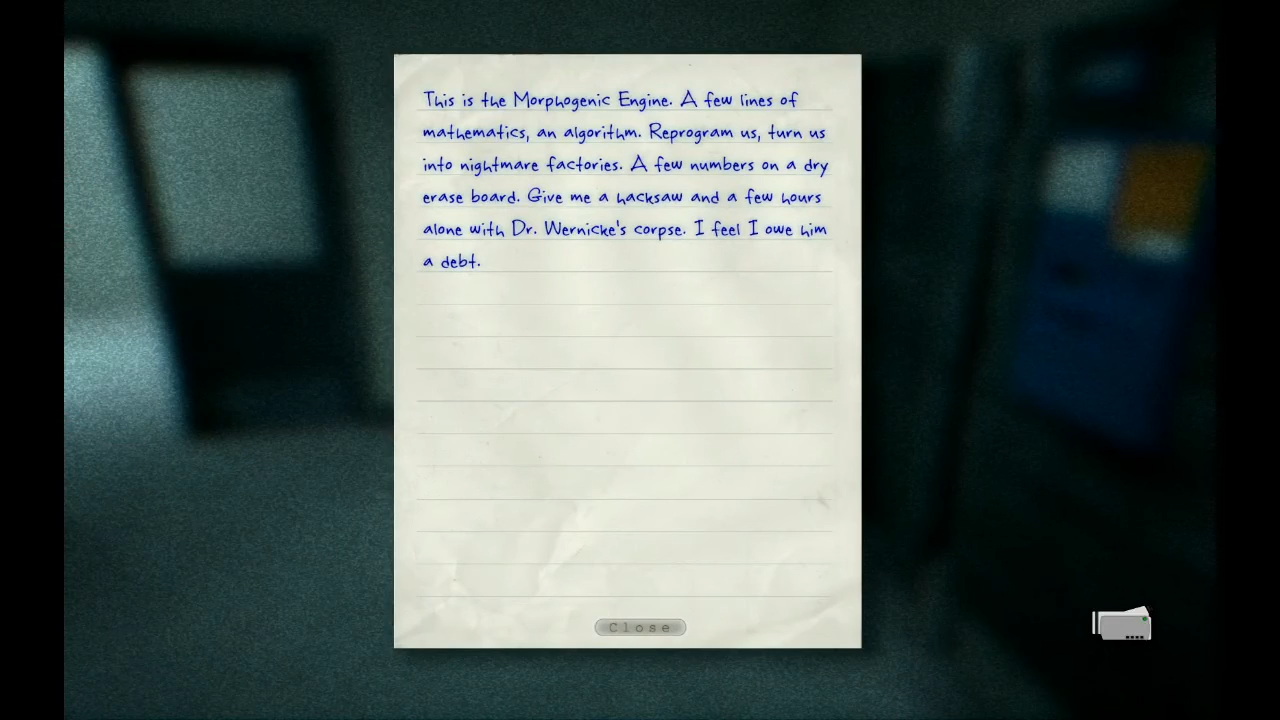 This is the Morphogenic Engine. A few lines of
mathematics, an algorithm. Reprogram us, turn us
into nightmare factories. A few numbers on a dry
erase board. Give me a hacksaw and a few hours
alone with Dr. Wernicke's corpse. I feel I owe him
a debt.
Close